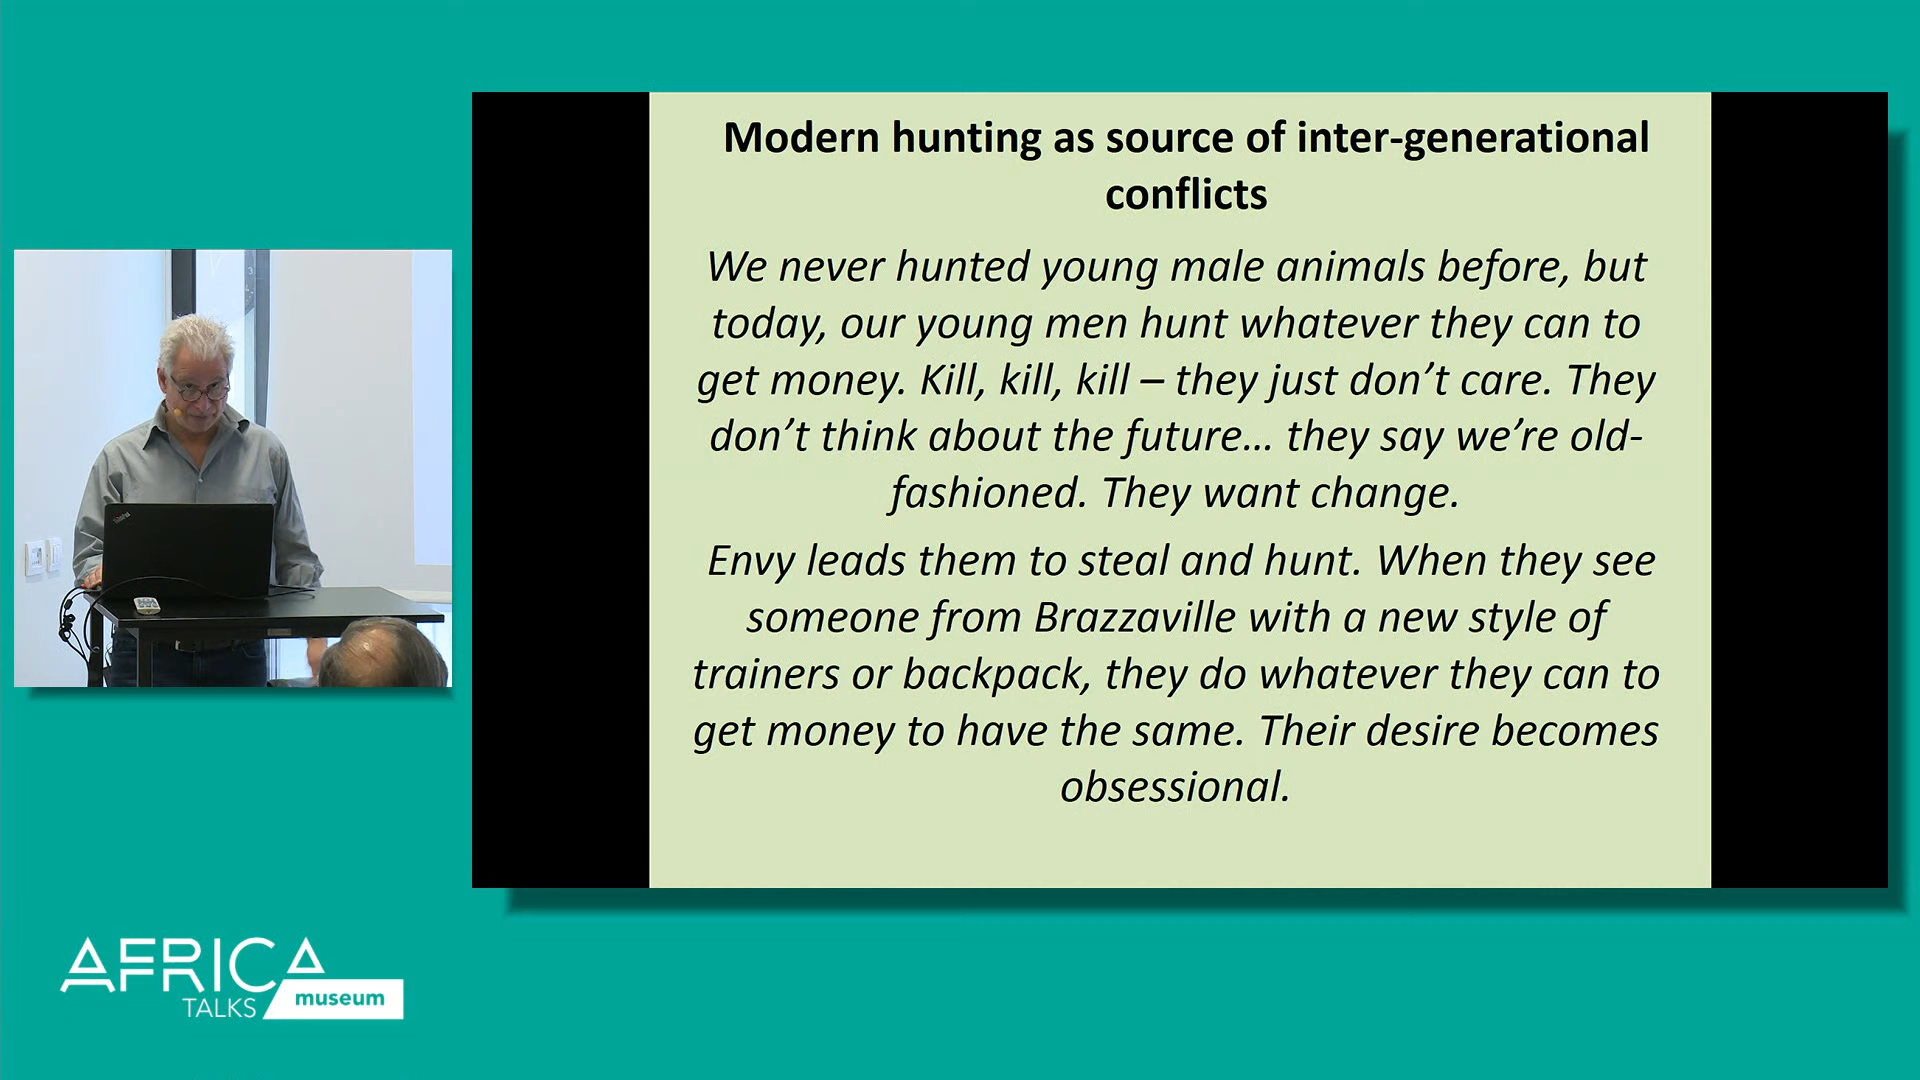 Modern hunting as source of inter-generational
conflicts
We never hunted young male animals before, but
today, our young men hunt whatever they can to
get money. Kill, kill, kill – they just don’t care. They
don’t think about the future… they say we’re old-
fashioned. They want change.
Envy leads them to steal and hunt. When they see
someone from Brazzaville with a new style of
trainers or backpack, they do whatever they can to
get money to have the same. Their desire becomes
obsessional.
ThinkPad
AFRICA
TALKS museum